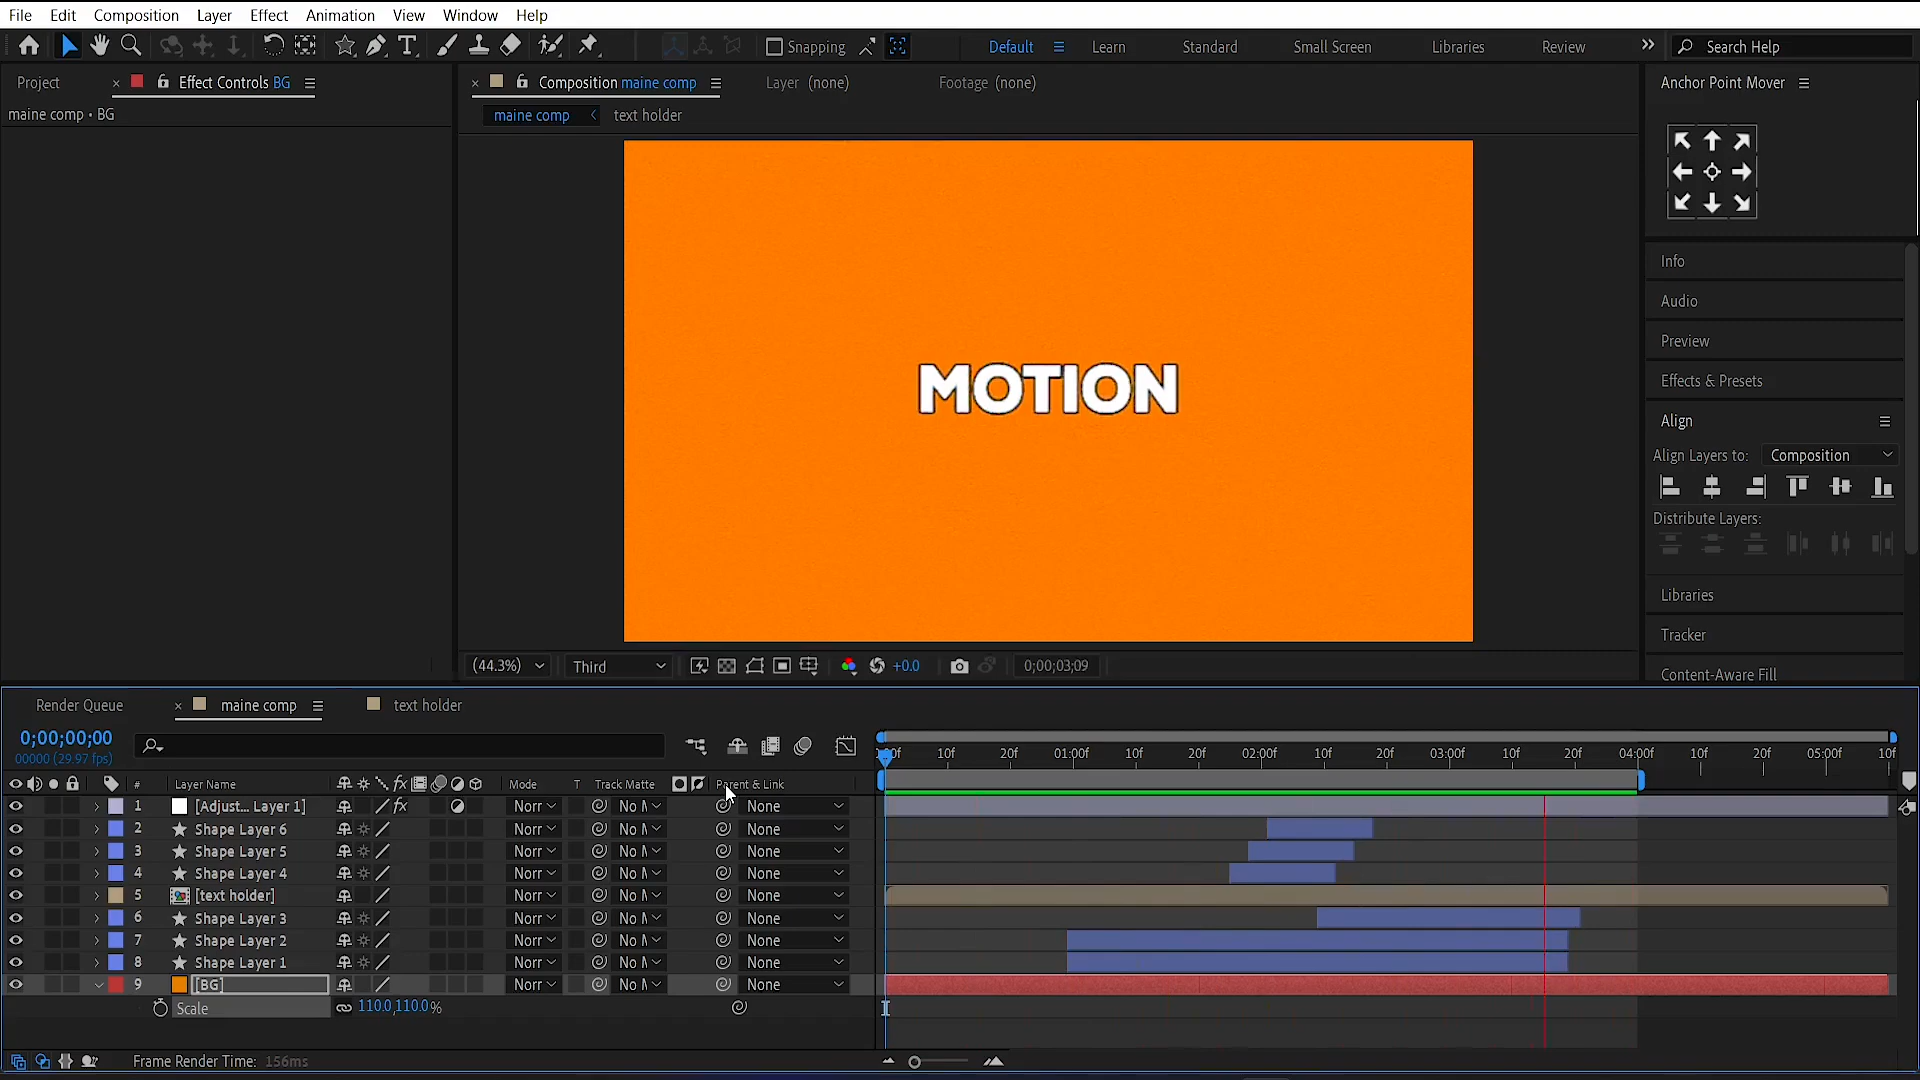 File Edit Composition Layer Effect Animation View Window Help
Snapping Default Learn Standard Small Screen Libraries Review Search Help
Project Effect Controls BG Composition maine comp Layer (none) Footage (none) Anchor Point Mover
maine comp • BG maine comp text holder
MOTION
Info
Audio
Preview
Effects & Presets
Align
Align Layers to: Composition
Distribute Layers:
Libraries
Tracker
Content-Aware Fill
(44.3%) Third +0.0 0;00;03;09
Render Queue maine comp text holder
0;00;00;00
00000 (29.97 fps)
10f 20f 01:00f 10f 20f 02:00f 10f 20f 03:00f 10f 20f 04:00f 10f 20f 05:00f 10f
# Layer Name fx Mode T Track Matte Parent & Link
1 [Adjust... Layer 1] fx Norr No None
2 Shape Layer 6 Norr No None
3 Shape Layer 5 Norr No None
4 Shape Layer 4 Norr No None
5 [text holder] Norr No None
6 Shape Layer 3 Norr No None
7 Shape Layer 2 Norr No None
8 Shape Layer 1 Norr No None
9 [BG] Norr No None
Scale 110.0,110.0%
Frame Render Time: 156ms